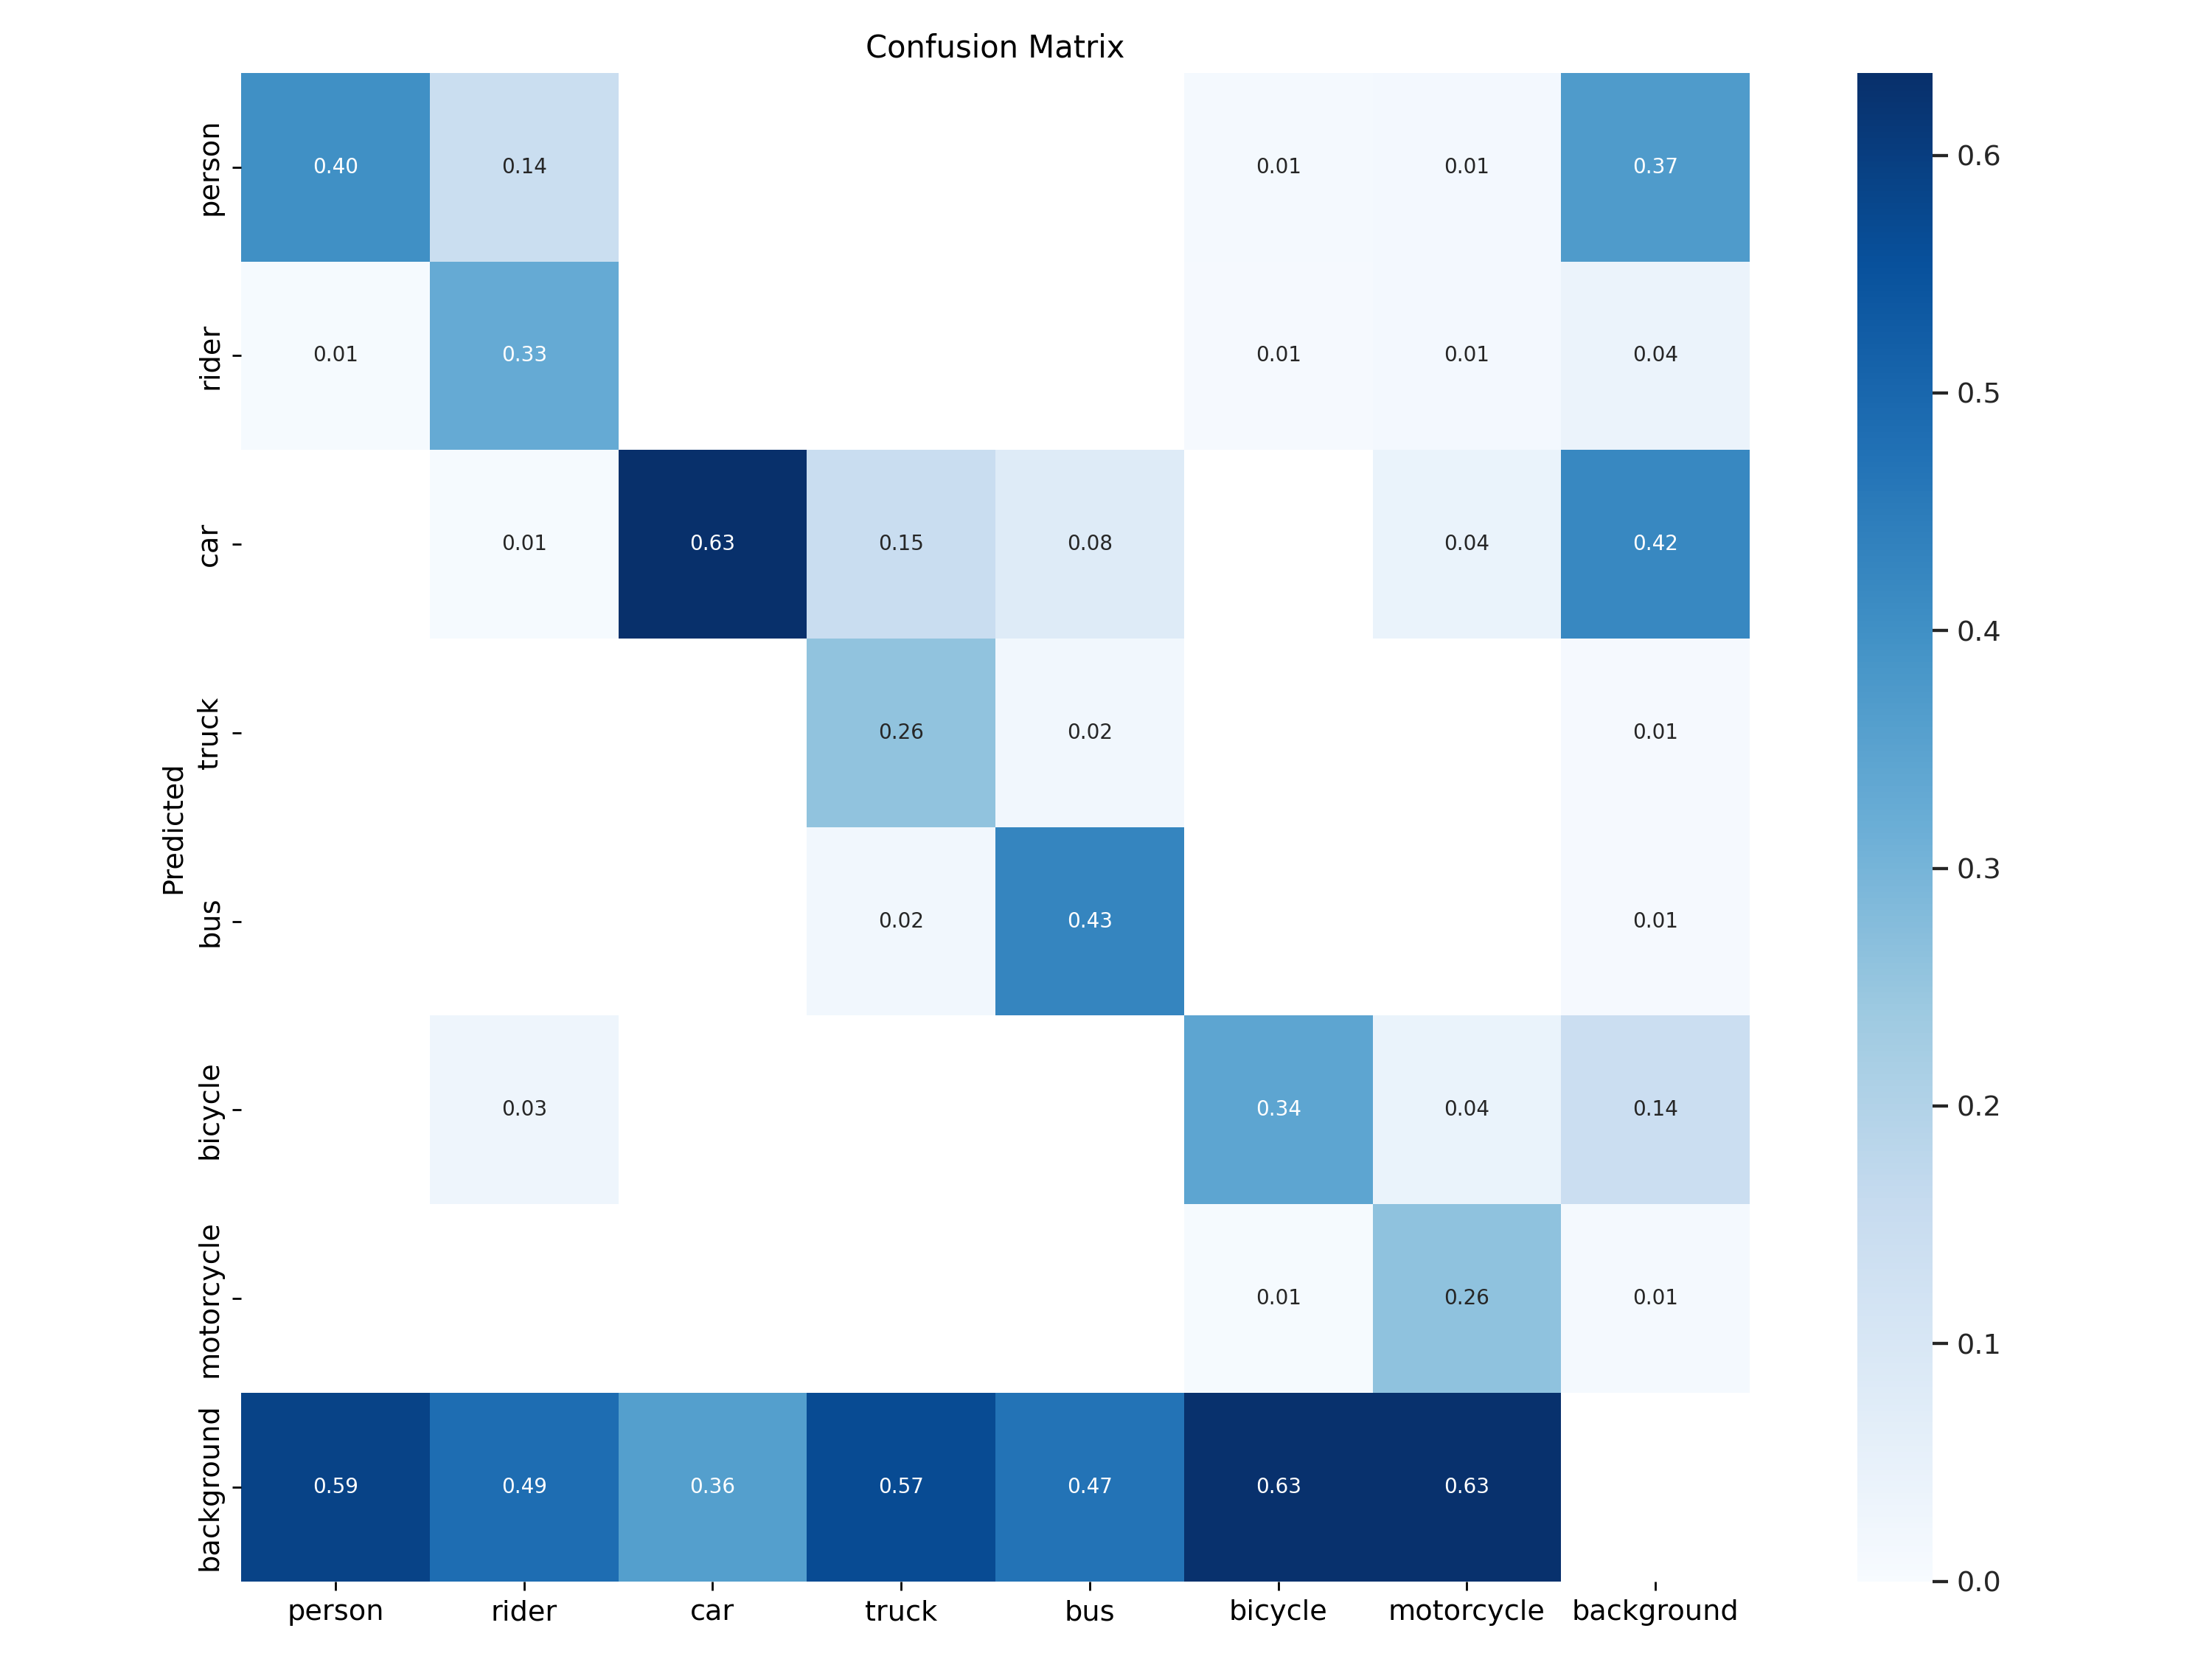 Confusion Matrix
person 0.40 0.14 0.01 0.01 0.37
rider 0.01 0.33 0.01 0.01 0.04
car 0.01 0.63 0.15 0.08 0.04 0.42
truck 0.26 0.02 0.01
bus 0.02 0.43 0.01
bicycle 0.03 0.34 0.04 0.14
motorcycle 0.01 0.26 0.01
background 0.59 0.49 0.36 0.57 0.47 0.63 0.63
Predicted
person rider car truck bus bicycle motorcycle background
0.6
0.5
0.4
0.3
0.2
0.1
0.0